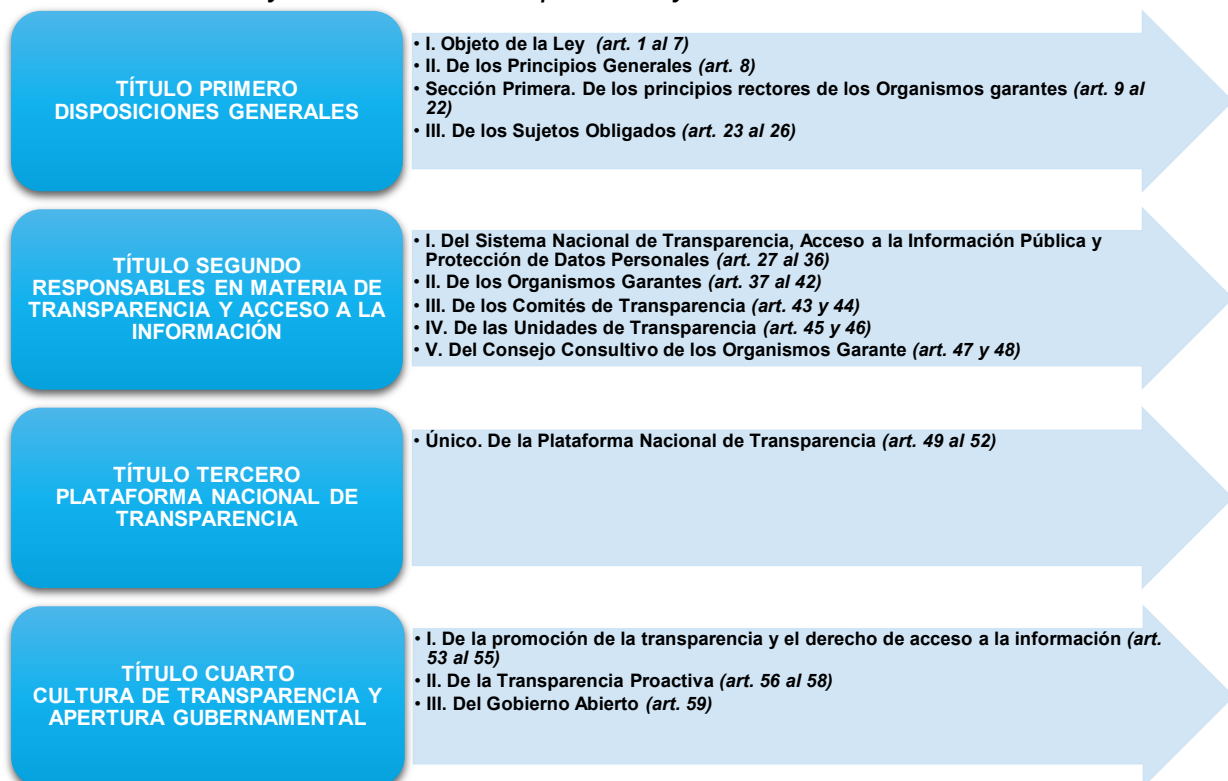 TÍTULO PRIMERO
DISPOSICIONES GENERALES
• I. Objeto de la Ley (art. 1 al 7)
• II. De los Principios Generales (art. 8)
• Sección Primera. De los principios rectores de los Organismos garantes (art. 9 al
22)
• III. De los Sujetos Obligados (art. 23 al 26)
TÍTULO SEGUNDO
RESPONSABLES EN MATERIA DE
TRANSPARENCIA Y ACCESO A LA
INFORMACIÓN
• I. Del Sistema Nacional de Transparencia, Acceso a la Información Pública y
Protección de Datos Personales (art. 27 al 36)
• II. De los Organismos Garantes (art. 37 al 42)
• III. De los Comités de Transparencia (art. 43 y 44)
• IV. De las Unidades de Transparencia (art. 45 y 46)
• V. Del Consejo Consultivo de los Organismos Garante (art. 47 y 48)
TÍTULO TERCERO
PLATAFORMA NACIONAL DE
TRANSPARENCIA
• Único. De la Plataforma Nacional de Transparencia (art. 49 al 52)
TÍTULO CUARTO
CULTURA DE TRANSPARENCIA Y
APERTURA GUBERNAMENTAL
• I. De la promoción de la transparencia y el derecho de acceso a la información (art.
53 al 55)
• II. De la Transparencia Proactiva (art. 56 al 58)
• III. Del Gobierno Abierto (art. 59)